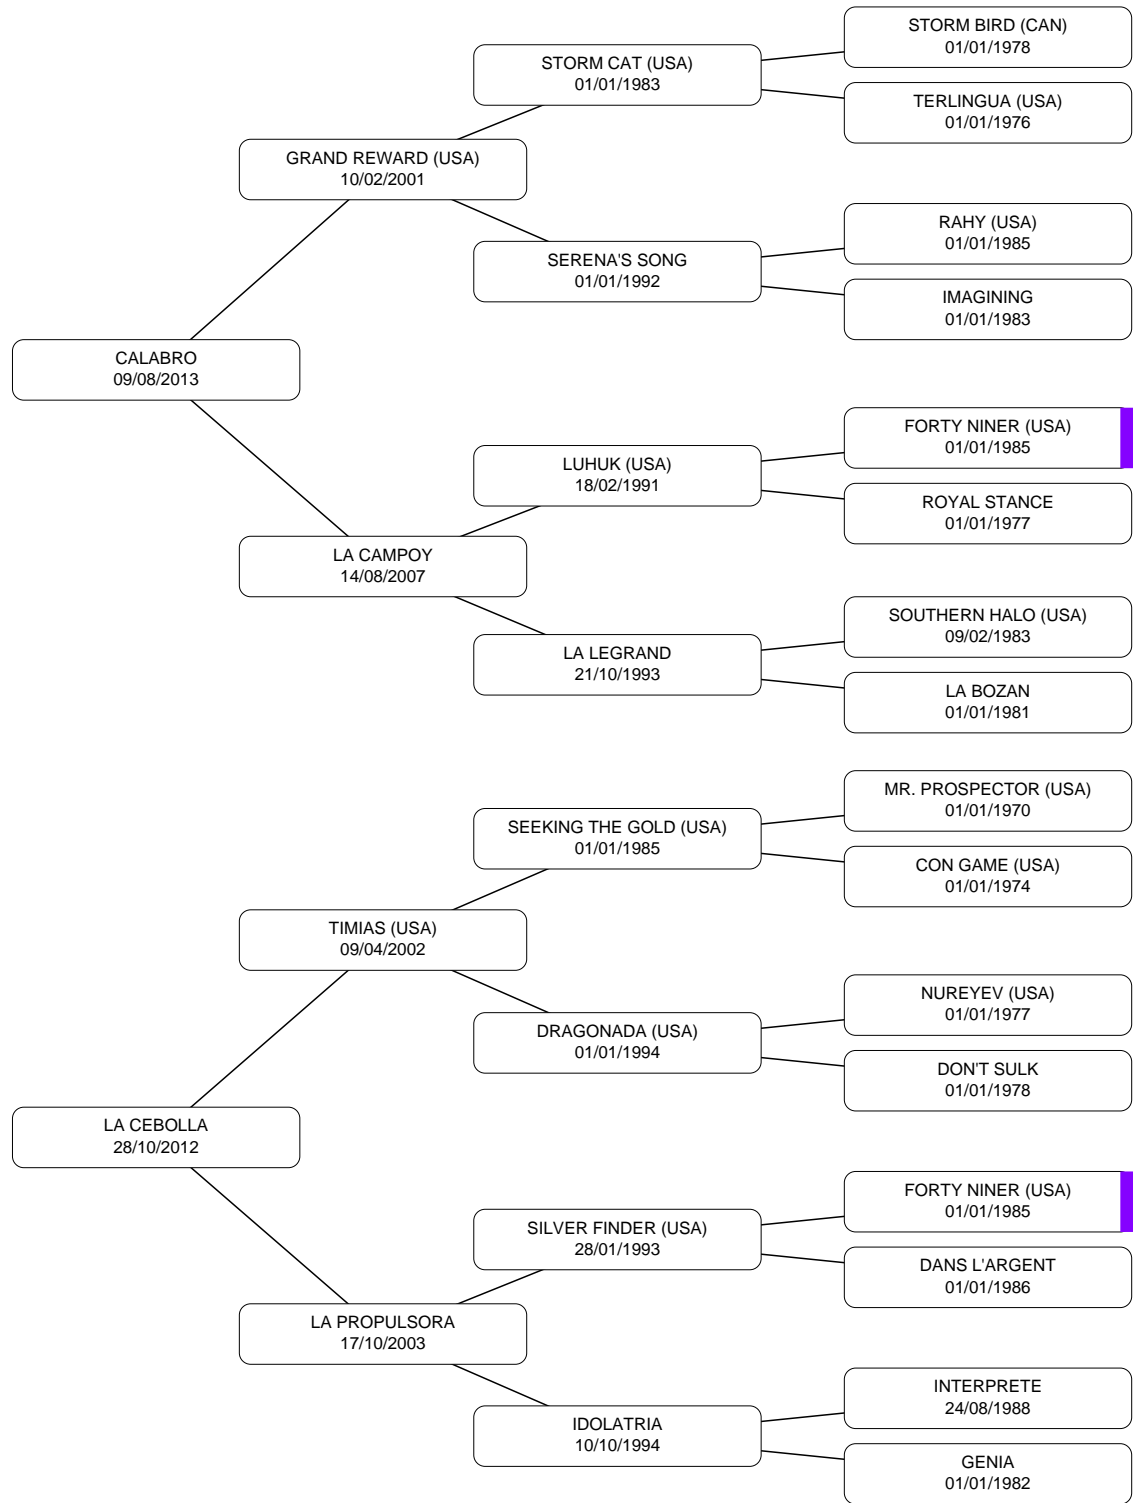 STORM BIRD (CAN)
01/01/1978
STORM CAT (USA)
01/01/1983
TERLINGUA (USA)
01/01/1976
GRAND REWARD (USA)
10/02/2001
RAHY (USA)
01/01/1985
SERENA'S SONG
01/01/1992
IMAGINING
01/01/1983
CALABRO
09/08/2013
FORTY NINER (USA)
01/01/1985
LUHUK (USA)
18/02/1991
ROYAL STANCE
01/01/1977
LA CAMPOY
14/08/2007
SOUTHERN HALO (USA)
09/02/1983
LA LEGRAND
21/10/1993
LA BOZAN
01/01/1981
MR. PROSPECTOR (USA)
01/01/1970
SEEKING THE GOLD (USA)
01/01/1985
CON GAME (USA)
01/01/1974
TIMIAS (USA)
09/04/2002
NUREYEV (USA)
01/01/1977
DRAGONADA (USA)
01/01/1994
DON'T SULK
01/01/1978
LA CEBOLLA
28/10/2012
FORTY NINER (USA)
01/01/1985
SILVER FINDER (USA)
28/01/1993
DANS L'ARGENT
01/01/1986
LA PROPULSORA
17/10/2003
INTERPRETE
24/08/1988
IDOLATRIA
10/10/1994
GENIA
01/01/1982